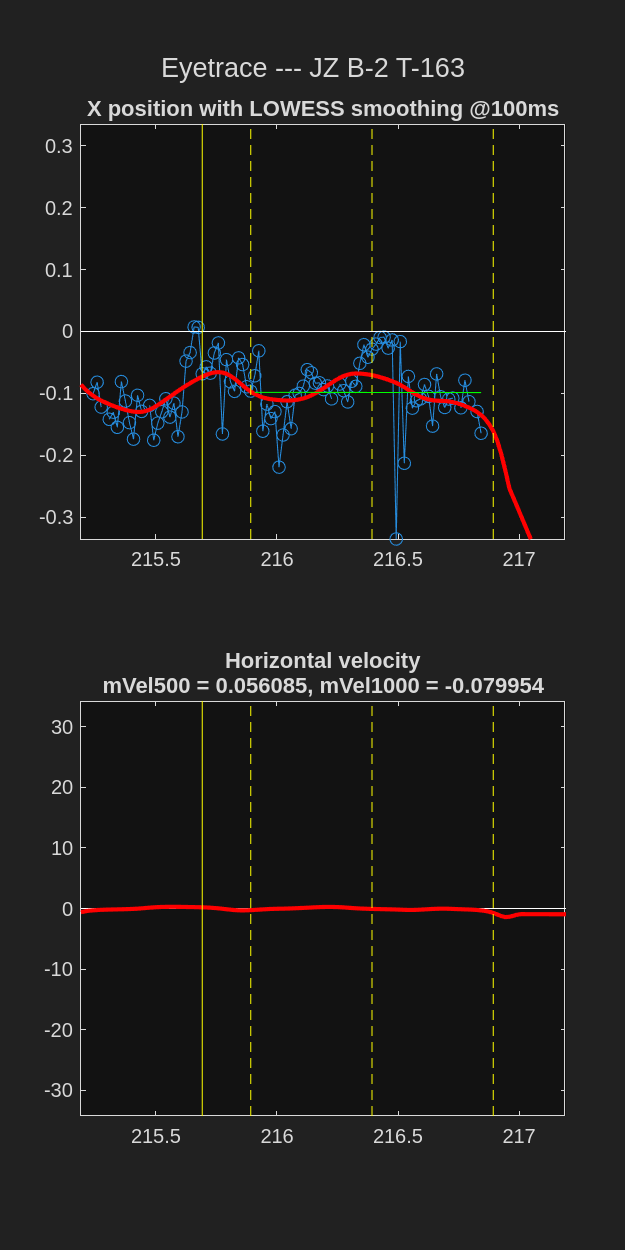 Eyetrace --- JZ B-2 T-163
X position with LOWESS smoothing @100ms
0.3
0.2
0.1
0
-0.1
-0.2
-0.3
215.5 216 216.5 217
Horizontal velocity
mVel500 = 0.056085, mVel1000 = -0.079954
30
20
10
0
-10
-20
-30
215.5 216 216.5 217